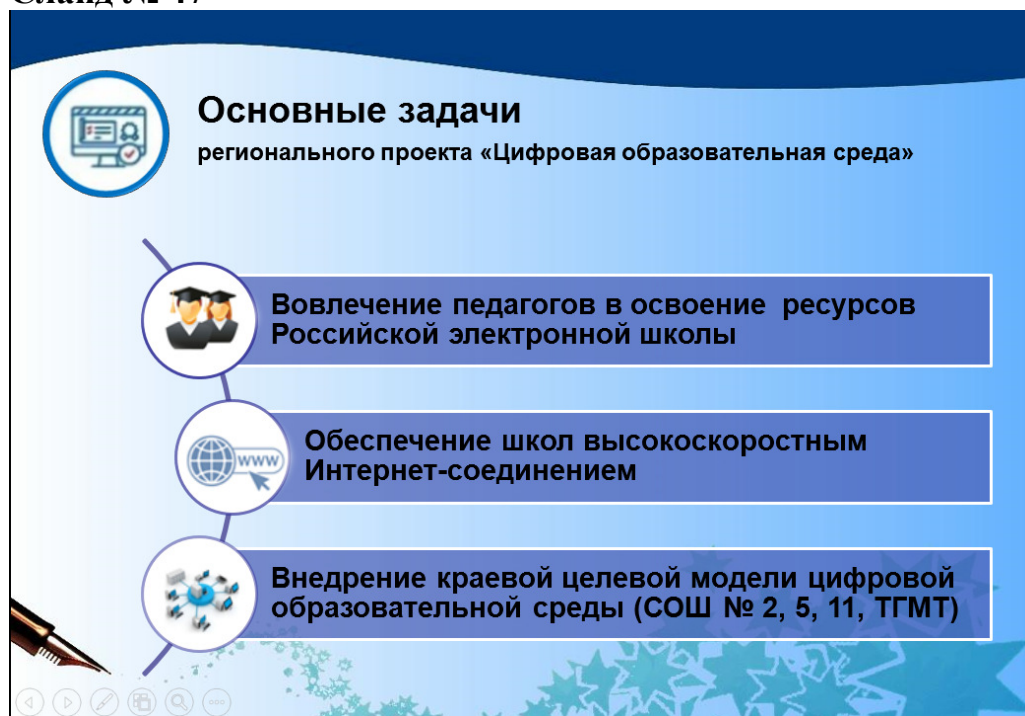 Основные задачи
регионального проекта «Цифровая образовательная среда»
Вовлечение педагогов в освоение ресурсов
Российской электронной школы
Обеспечение школ высокоскоростным
Интернет-соединением
www
Внедрение краевой целевой модели цифровой
образовательной среды (СОШ № 2, 5, 11, ТГМТ)